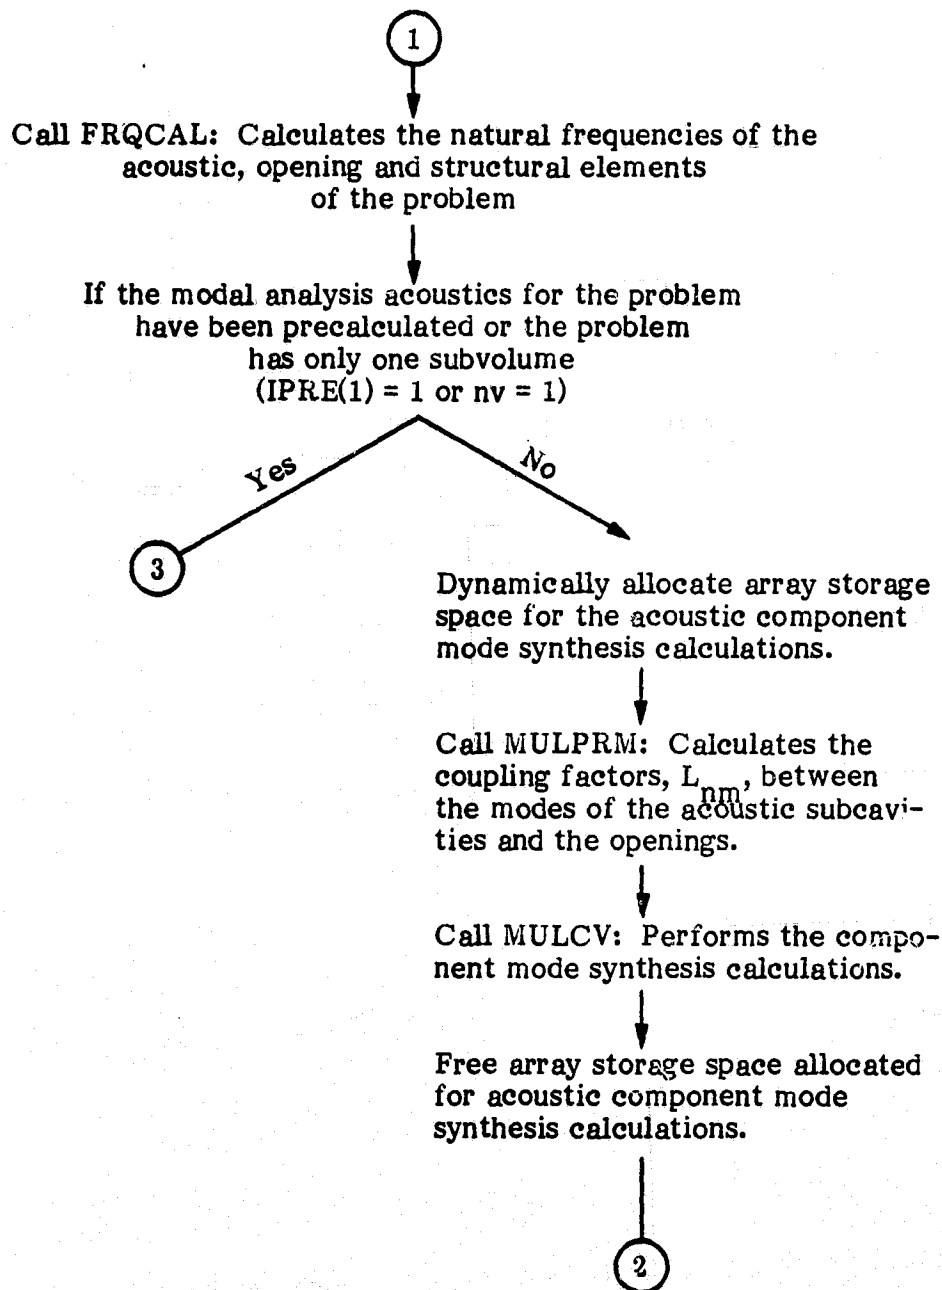 1
Call FRQCAL: Calculates the natural frequencies of the
acoustic, opening and structural elements
of the problem
If the modal analysis acoustics for the problem
have been precalculated or the problem
has only one subvolume
(IPRE(1) = 1 or nv = 1)
Yes
No
3
Dynamically allocate array storage
space for the acoustic component
mode synthesis calculations.
Call MULPRM: Calculates the
coupling factors, L_nm, between
the modes of the acoustic subcavi-
ties and the openings.
Call MULCV: Performs the compo-
nent mode synthesis calculations.
Free array storage space allocated
for acoustic component mode
synthesis calculations.
2